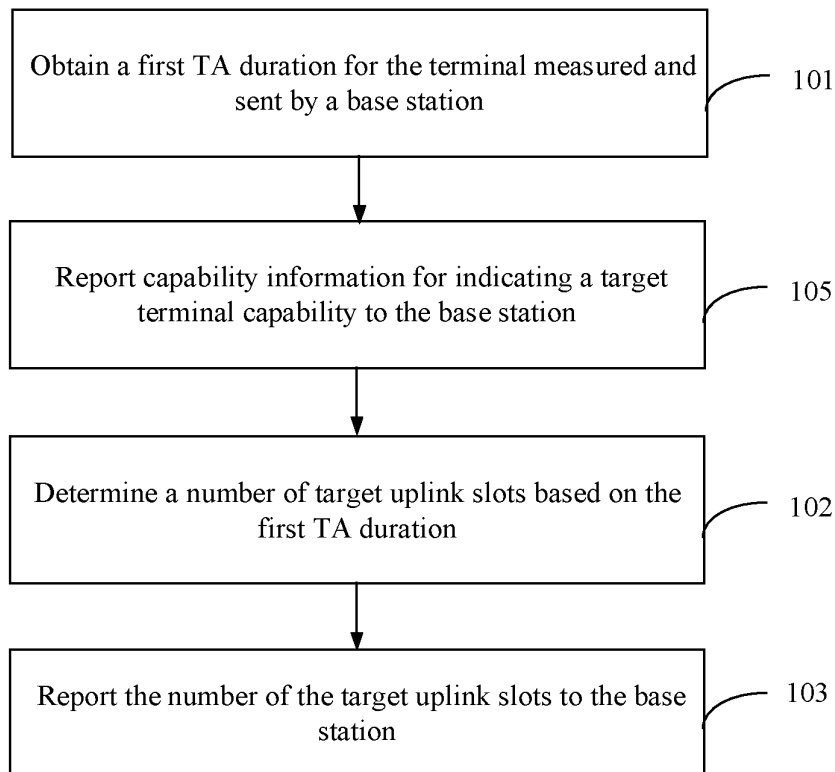 Obtain a first TA duration for the terminal measured and
sent by a base station
101
Report capability information for indicating a target
terminal capability to the base station
105
Determine a number of target uplink slots based on the
first TA duration
102
Report the number of the target uplink slots to the base
station
103